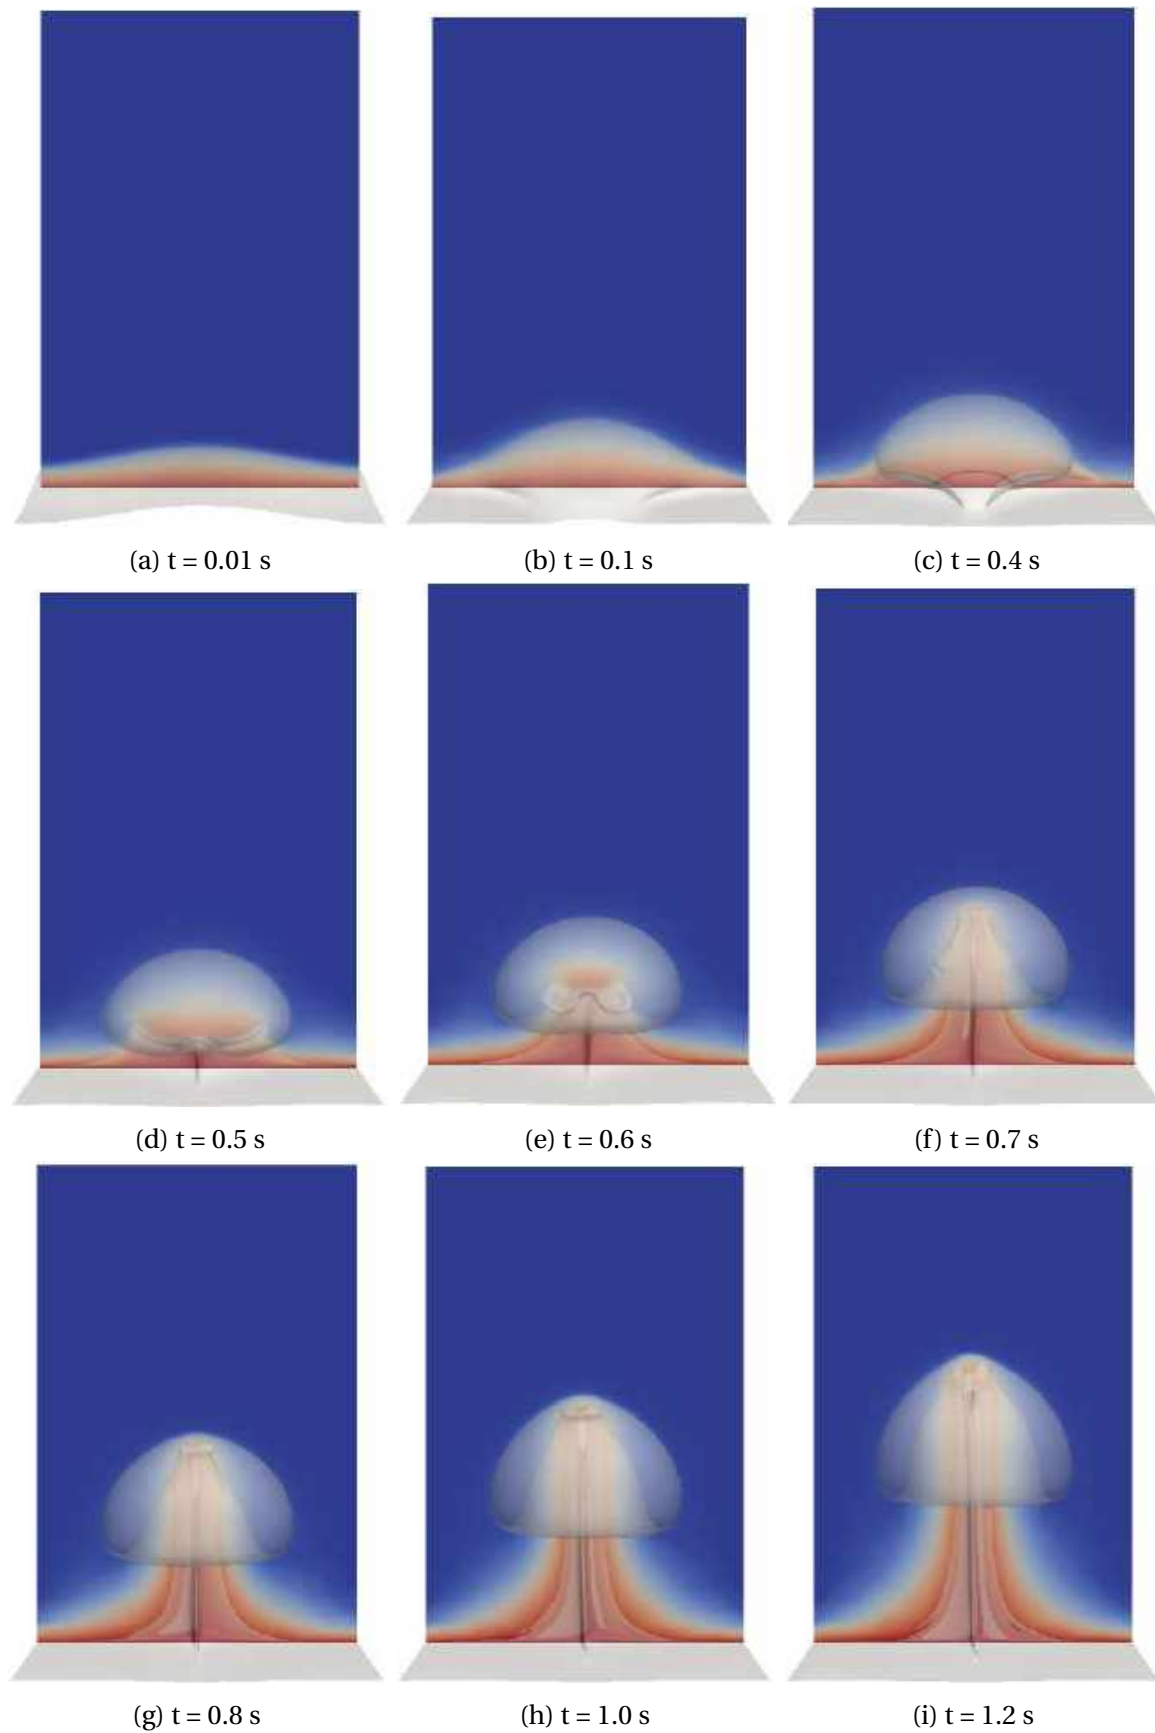 (a) t = 0.01 s
(b) t = 0.1 s
(c) t = 0.4 s
(d) t = 0.5 s
(e) t = 0.6 s
(f) t = 0.7 s
(g) t = 0.8 s
(h) t = 1.0 s
(i) t = 1.2 s